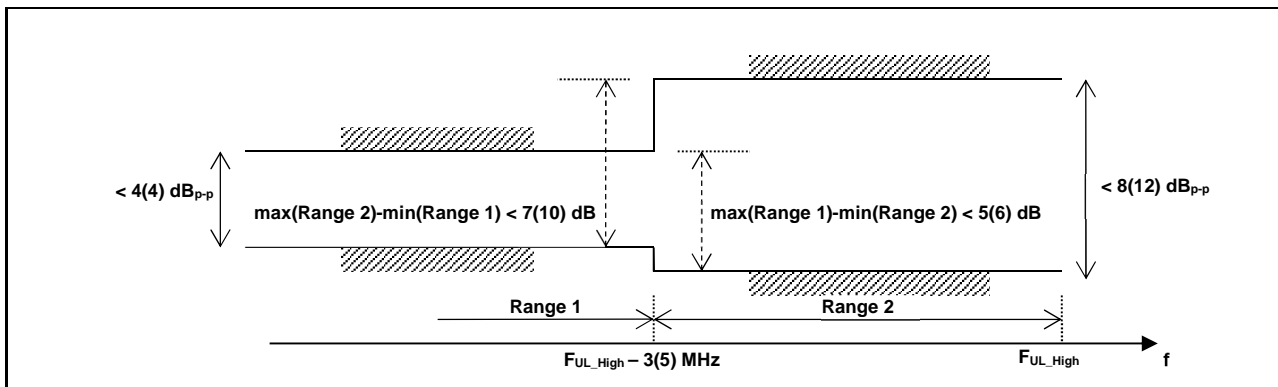 < 4(4) dBp-p
max(Range 2)-min(Range 1) < 7(10) dB
max(Range 1)-min(Range 2) < 5(6) dB
< 8(12) dBp-p
Range 1
Range 2
FUL_High – 3(5) MHz
FUL_High
f